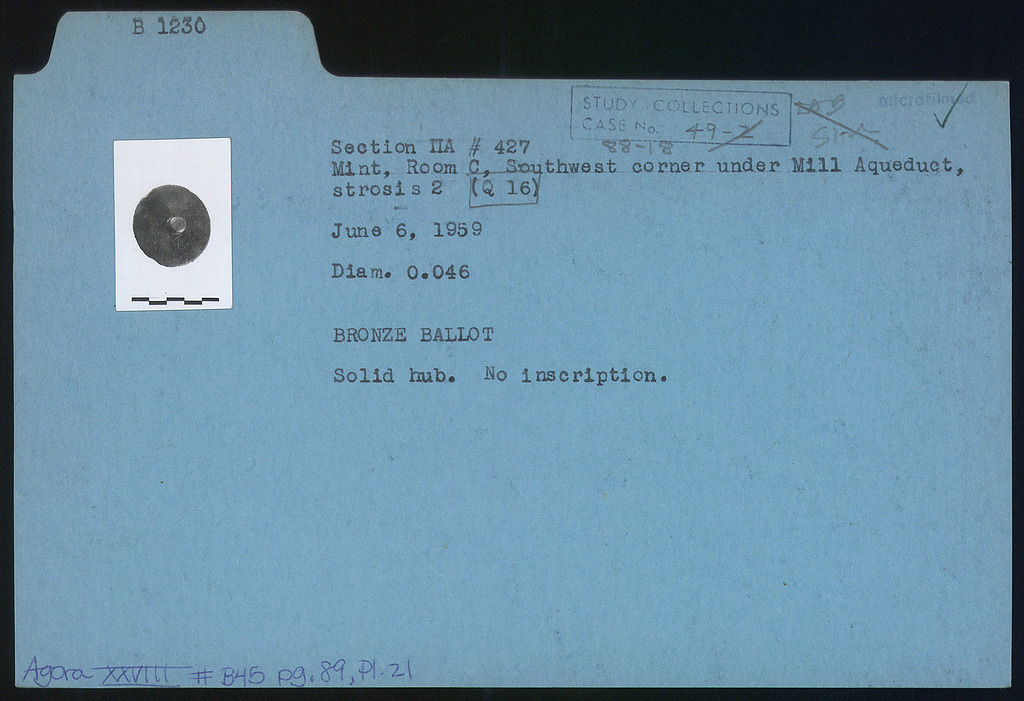 B 1230
STUDY COLLECTIONS
CASE No. 49-2
88-18
microfilmed
Section ΠA # 427
Mint, Room C, Southwest corner under Mill Aqueduct,
strosis 2 (Q 16)
June 6, 1959
Diam. 0.046
BRONZE BALLOT
Solid hub. No inscription.
Agora XXVIII # B45 pg. 89, Pl. 21